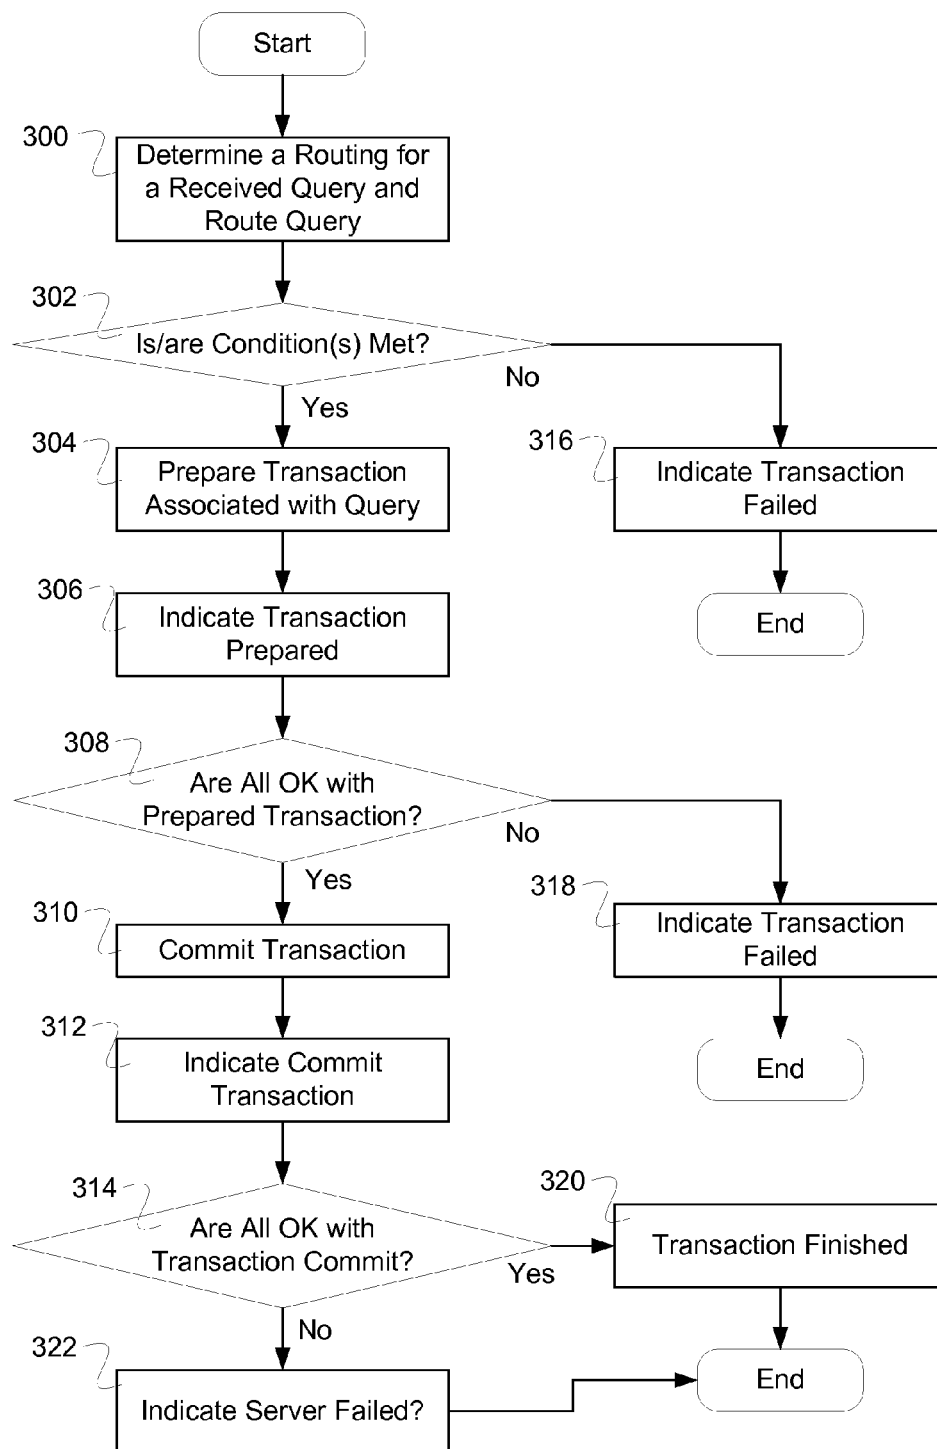 Start
300
Determine a Routing for
a Received Query and
Route Query
302
Is/are Condition(s) Met?
No
Yes
304
Prepare Transaction
Associated with Query
316
Indicate Transaction
Failed
306
Indicate Transaction
Prepared
End
308
Are All OK with
Prepared Transaction?
No
Yes
310
Commit Transaction
318
Indicate Transaction
Failed
312
Indicate Commit
Transaction
End
314
Are All OK with
Transaction Commit?
Yes
320
Transaction Finished
No
322
Indicate Server Failed?
End